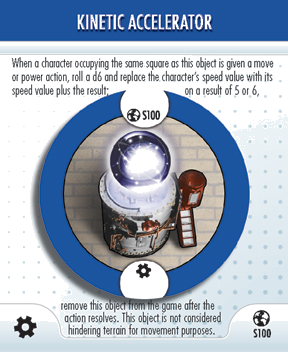 KINETIC ACCELERATOR
When a character occupying the same square as this object is given a move
or power action, roll a d6 and replace the character's speed value with its
speed value plus the result; on a result of 5 or 6,
S100
remove this object from the game after the
action resolves. This object is not considered
hindering terrain for movement purposes.
S100